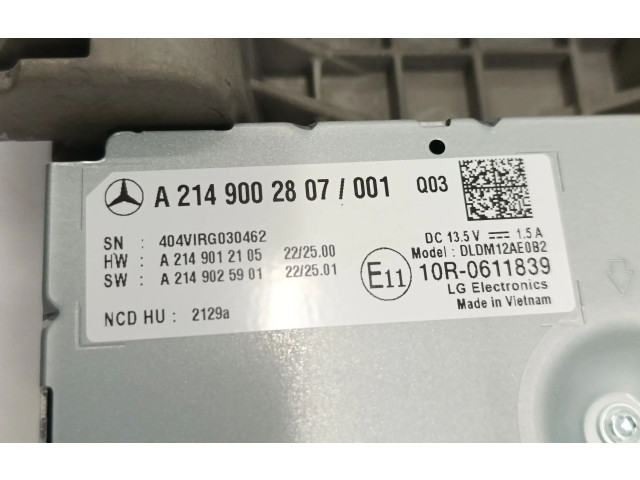 A 214 900 28 07 / 001 Q03
SN : 404VIRG030462
HW : A 214 901 21 05 22/25.00
SW : A 214 902 59 01 22/25.01
NCD HU : 2129a
DC 13.5 V ⎓ 1.5 A
Model : DLDM12AE0B2
E11 10R-0611839
LG Electronics
Made in Vietnam